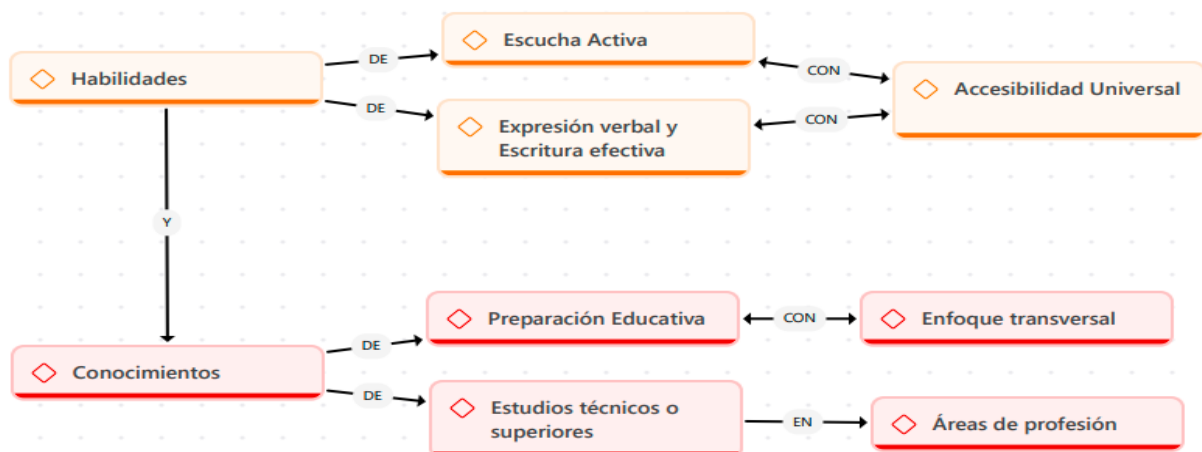 Escucha Activa
DE
CON
Habilidades
Accesibilidad Universal
DE
CON
Expresión verbal y
Escritura efectiva
Y
Preparación Educativa
CON
Enfoque transversal
DE
Conocimientos
DE
Estudios técnicos o
superiores
EN
Áreas de profesión